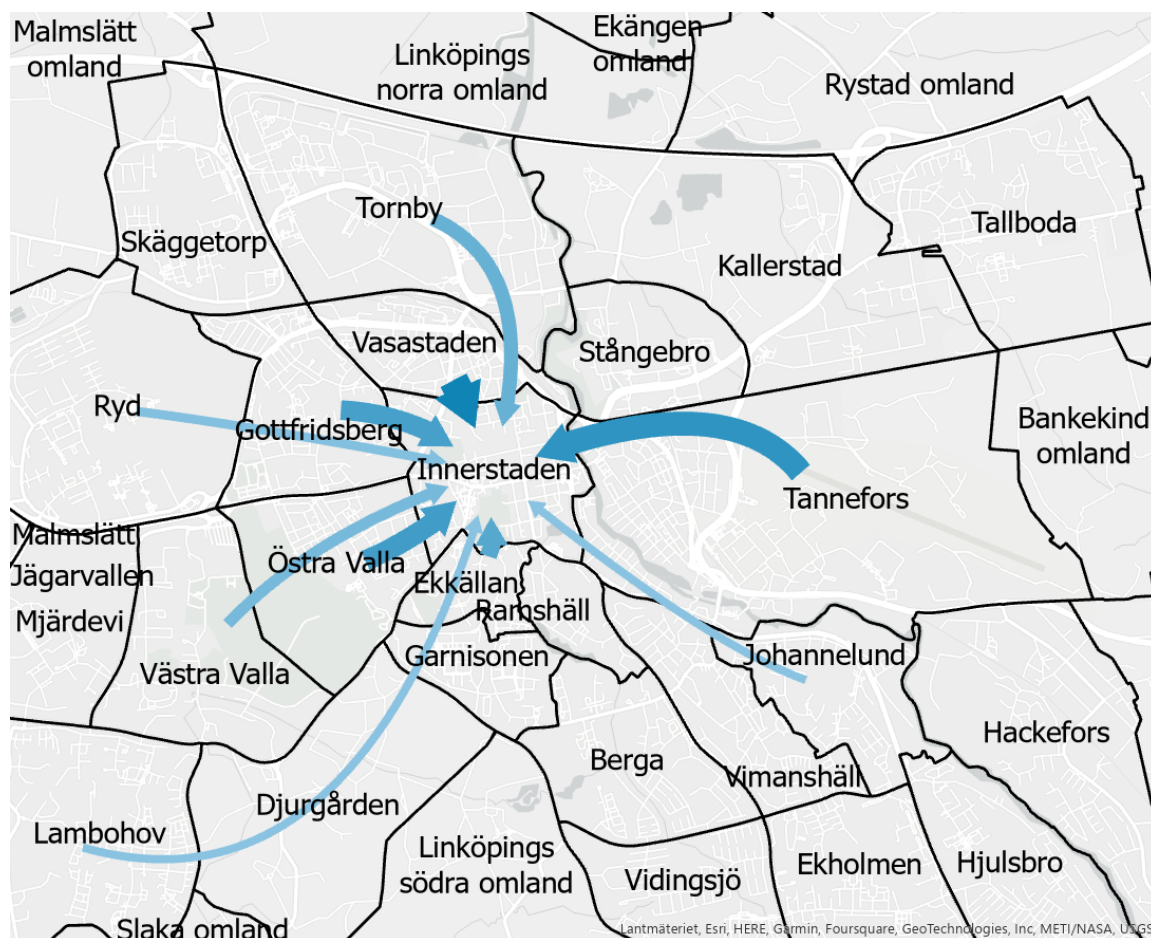 Malmslätt
omland
Linköpings
norra omland
Ekängen
omland
Rystad omland
Tornby
Skäggetorp
Tallboda
Kallerstad
Vasastaden
Stångebro
Ryd
Gottfridsberg
Bankekind
omland
Innerstaden
Tannefors
Malmslätt
Jägarvallen
Östra Valla
Ekkällan
Ramshäll
Mjärdevi
Västra Valla
Garnisonen
Johannelund
Hackefors
Berga
Vimanshäll
Djurgården
Lambohov
Linköpings
södra omland
Vidingsjö
Ekholmen
Hjulsbro
Slaka omland
Lantmäteriet, Esri, HERE, Garmin, Foursquare, GeoTechnologies, Inc, METI/NASA, USGS